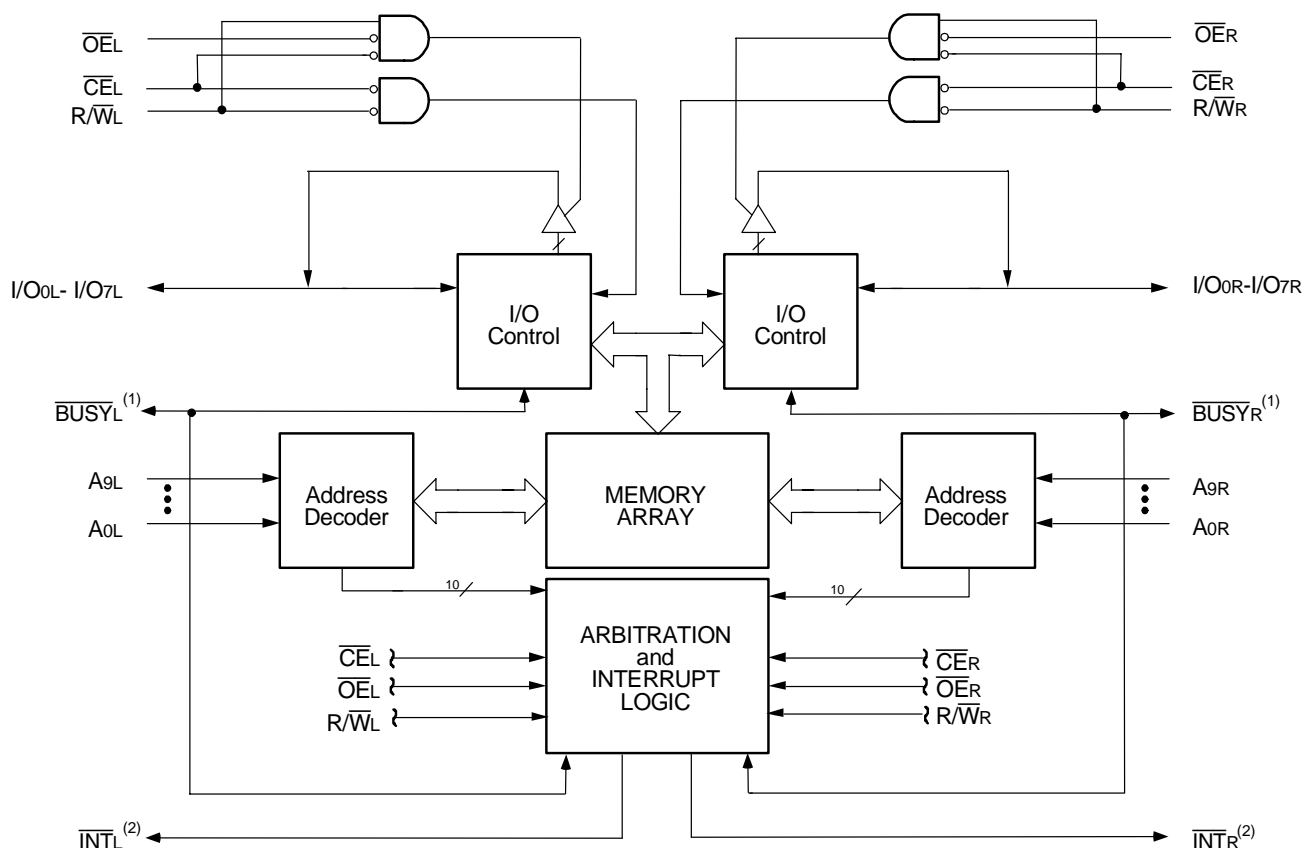 OEL
OER
CEL
CER
R/WL
R/WR
I/O0L- I/O7L
I/O
Control
I/O
Control
I/O0R-I/O7R
BUSYL(1)
BUSYR(1)
A9L
A0L
Address
Decoder
MEMORY
ARRAY
Address
Decoder
A9R
A0R
10
10
ARBITRATION
and
INTERRUPT
LOGIC
CEL
OEL
R/WL
CER
OER
R/WR
INTL(2)
INTR(2)